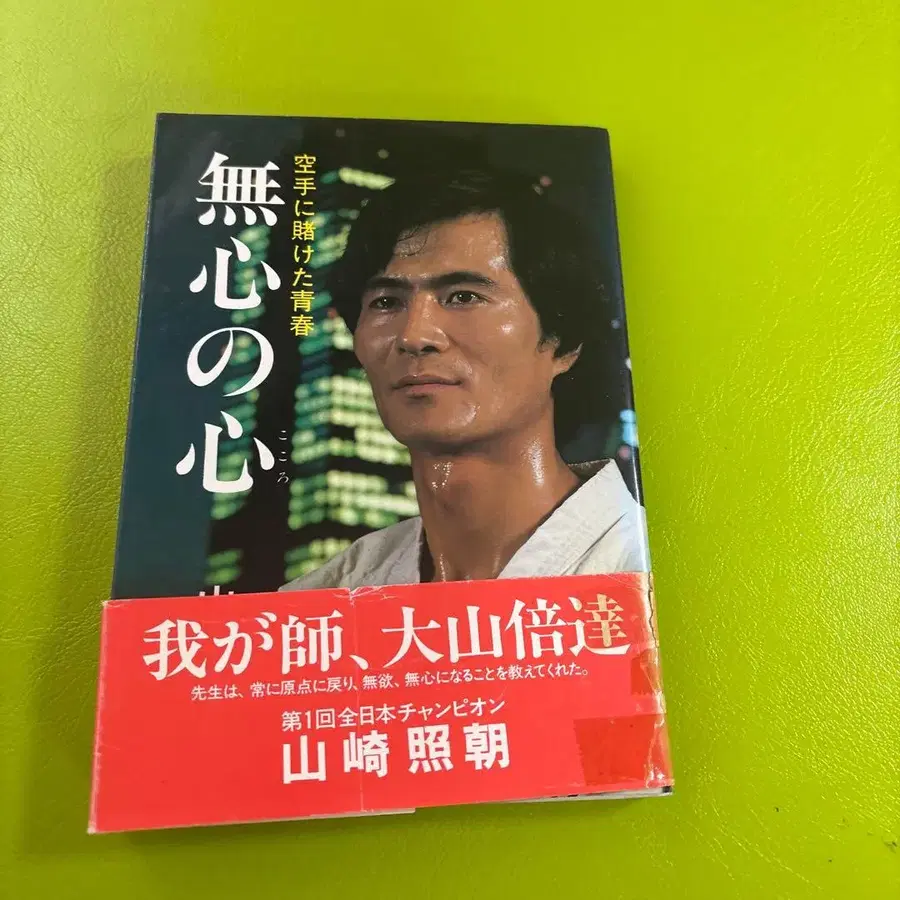 空手に賭けた青春
無心の心
こころ
我が師、大山倍達
先生は、常に原点に戻り、無欲、無心になることを教えてくれた。
第1回全日本チャンピオン
山崎照朝